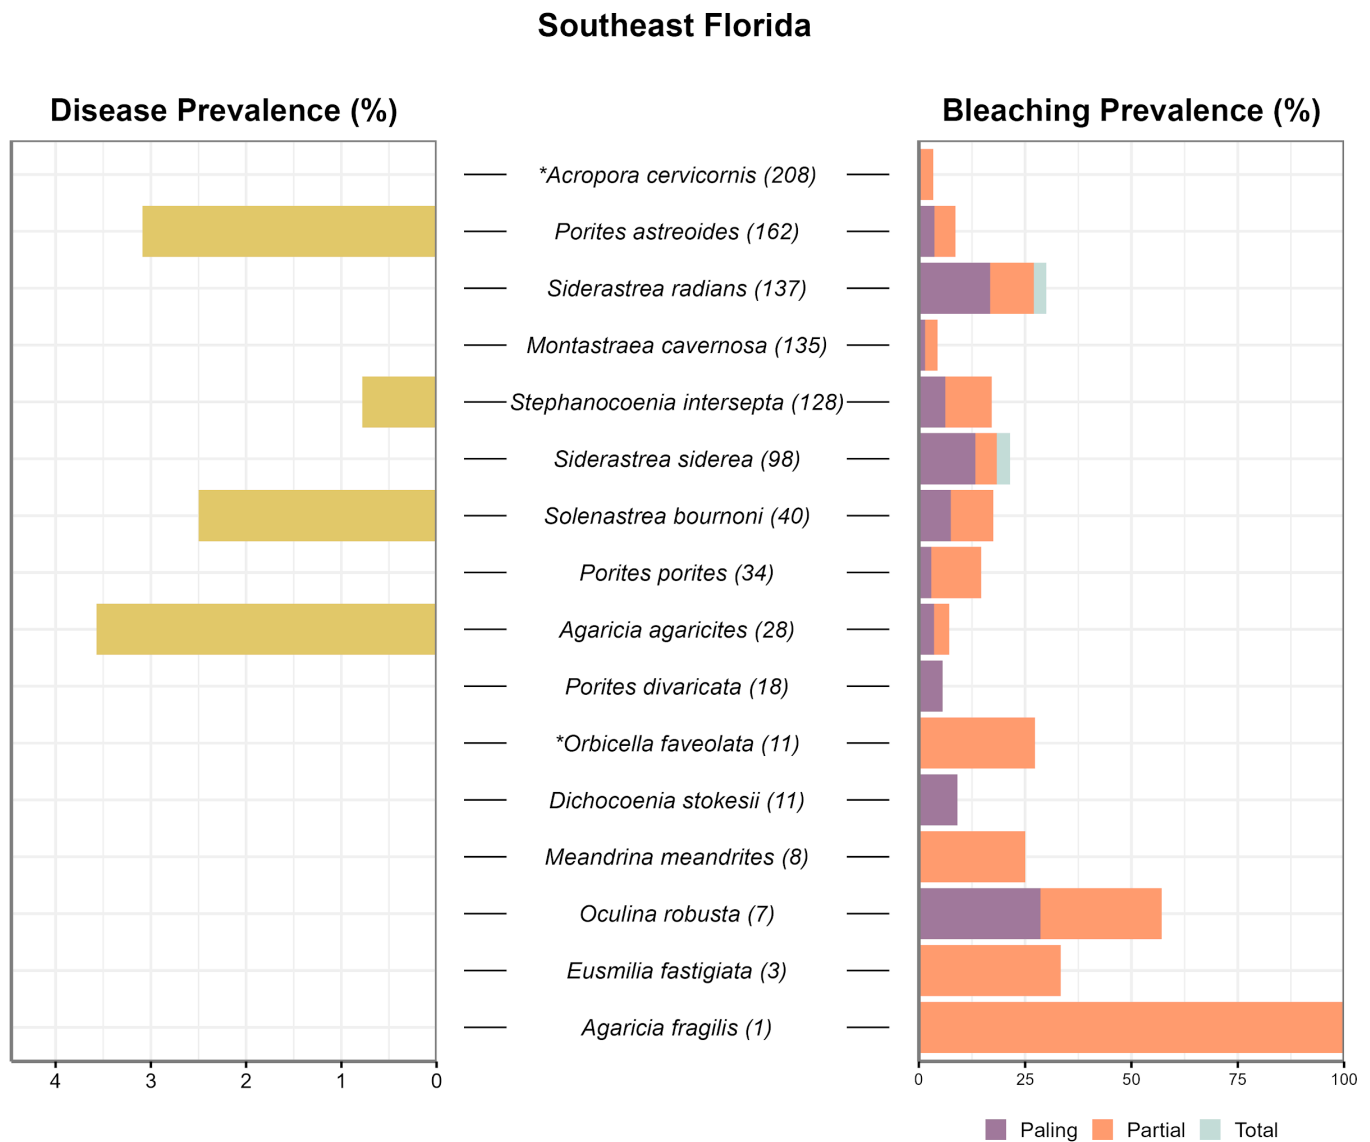 Southeast Florida
Disease Prevalence (%)
Bleaching Prevalence (%)
*Acropora cervicornis (208)
Porites astreoides (162)
Siderastrea radians (137)
Montastraea cavernosa (135)
Stephanocoenia intersepta (128)
Siderastrea siderea (98)
Solenastrea bournoni (40)
Porites porites (34)
Agaricia agaricites (28)
Porites divaricata (18)
*Orbicella faveolata (11)
Dichocoenia stokesii (11)
Meandrina meandrites (8)
Oculina robusta (7)
Eusmilia fastigiata (3)
Agaricia fragilis (1)
4 3 2 1 0
0 25 50 75 100
Paling Partial Total